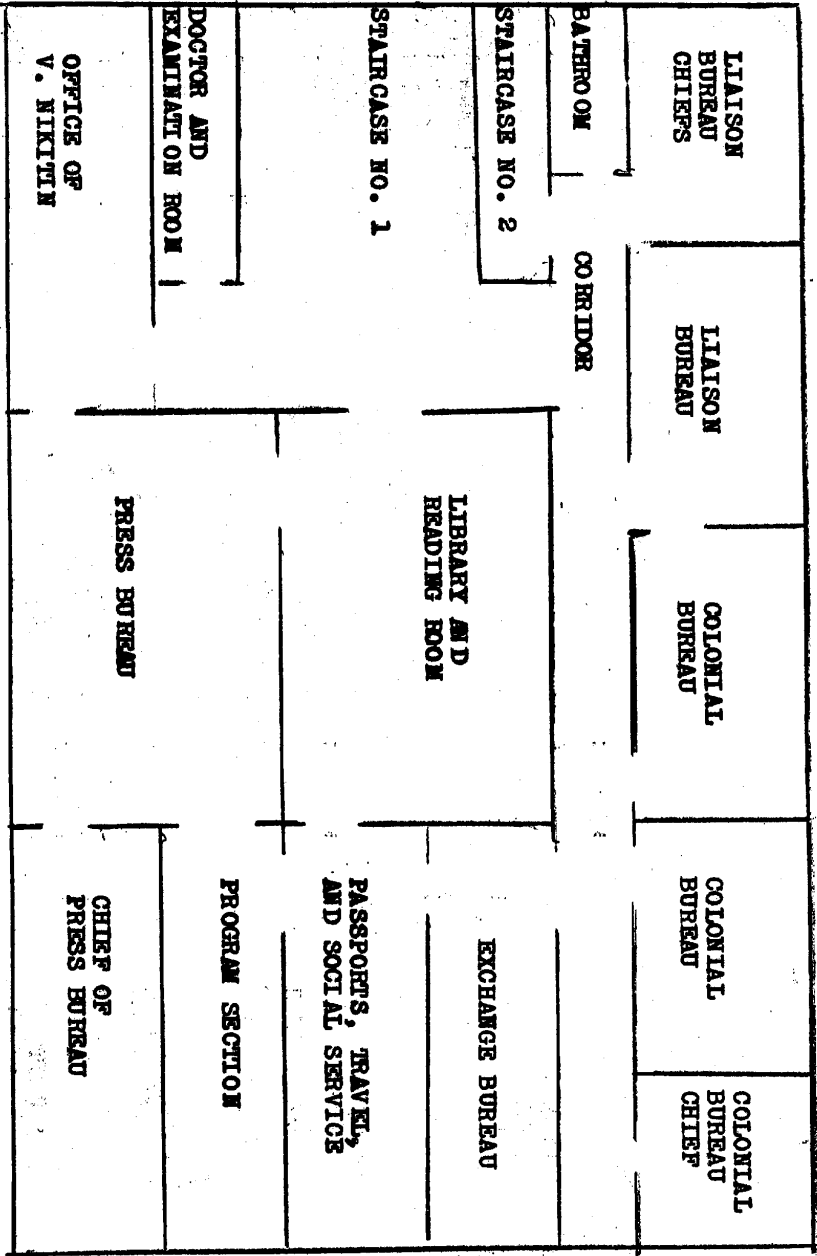 LIAISON
BUREAU
CHIEFS
LIAISON
BUREAU
COLONIAL
BUREAU
COLONIAL
BUREAU
COLONIAL
BUREAU
CHIEF
BATHROOM
CORRIDOR
STAIRCASE NO. 2
STAIRCASE NO. 1
LIBRARY AND
READING ROOM
EXCHANGE BUREAU
PASSPORTS, TRAVEL,
AND SOCIAL SERVICE
DOCTOR AND
EXAMINATION ROOM
PROGRAM SECTION
OFFICE OF
V. NIKITIN
PRESS BUREAU
CHIEF OF
PRESS BUREAU